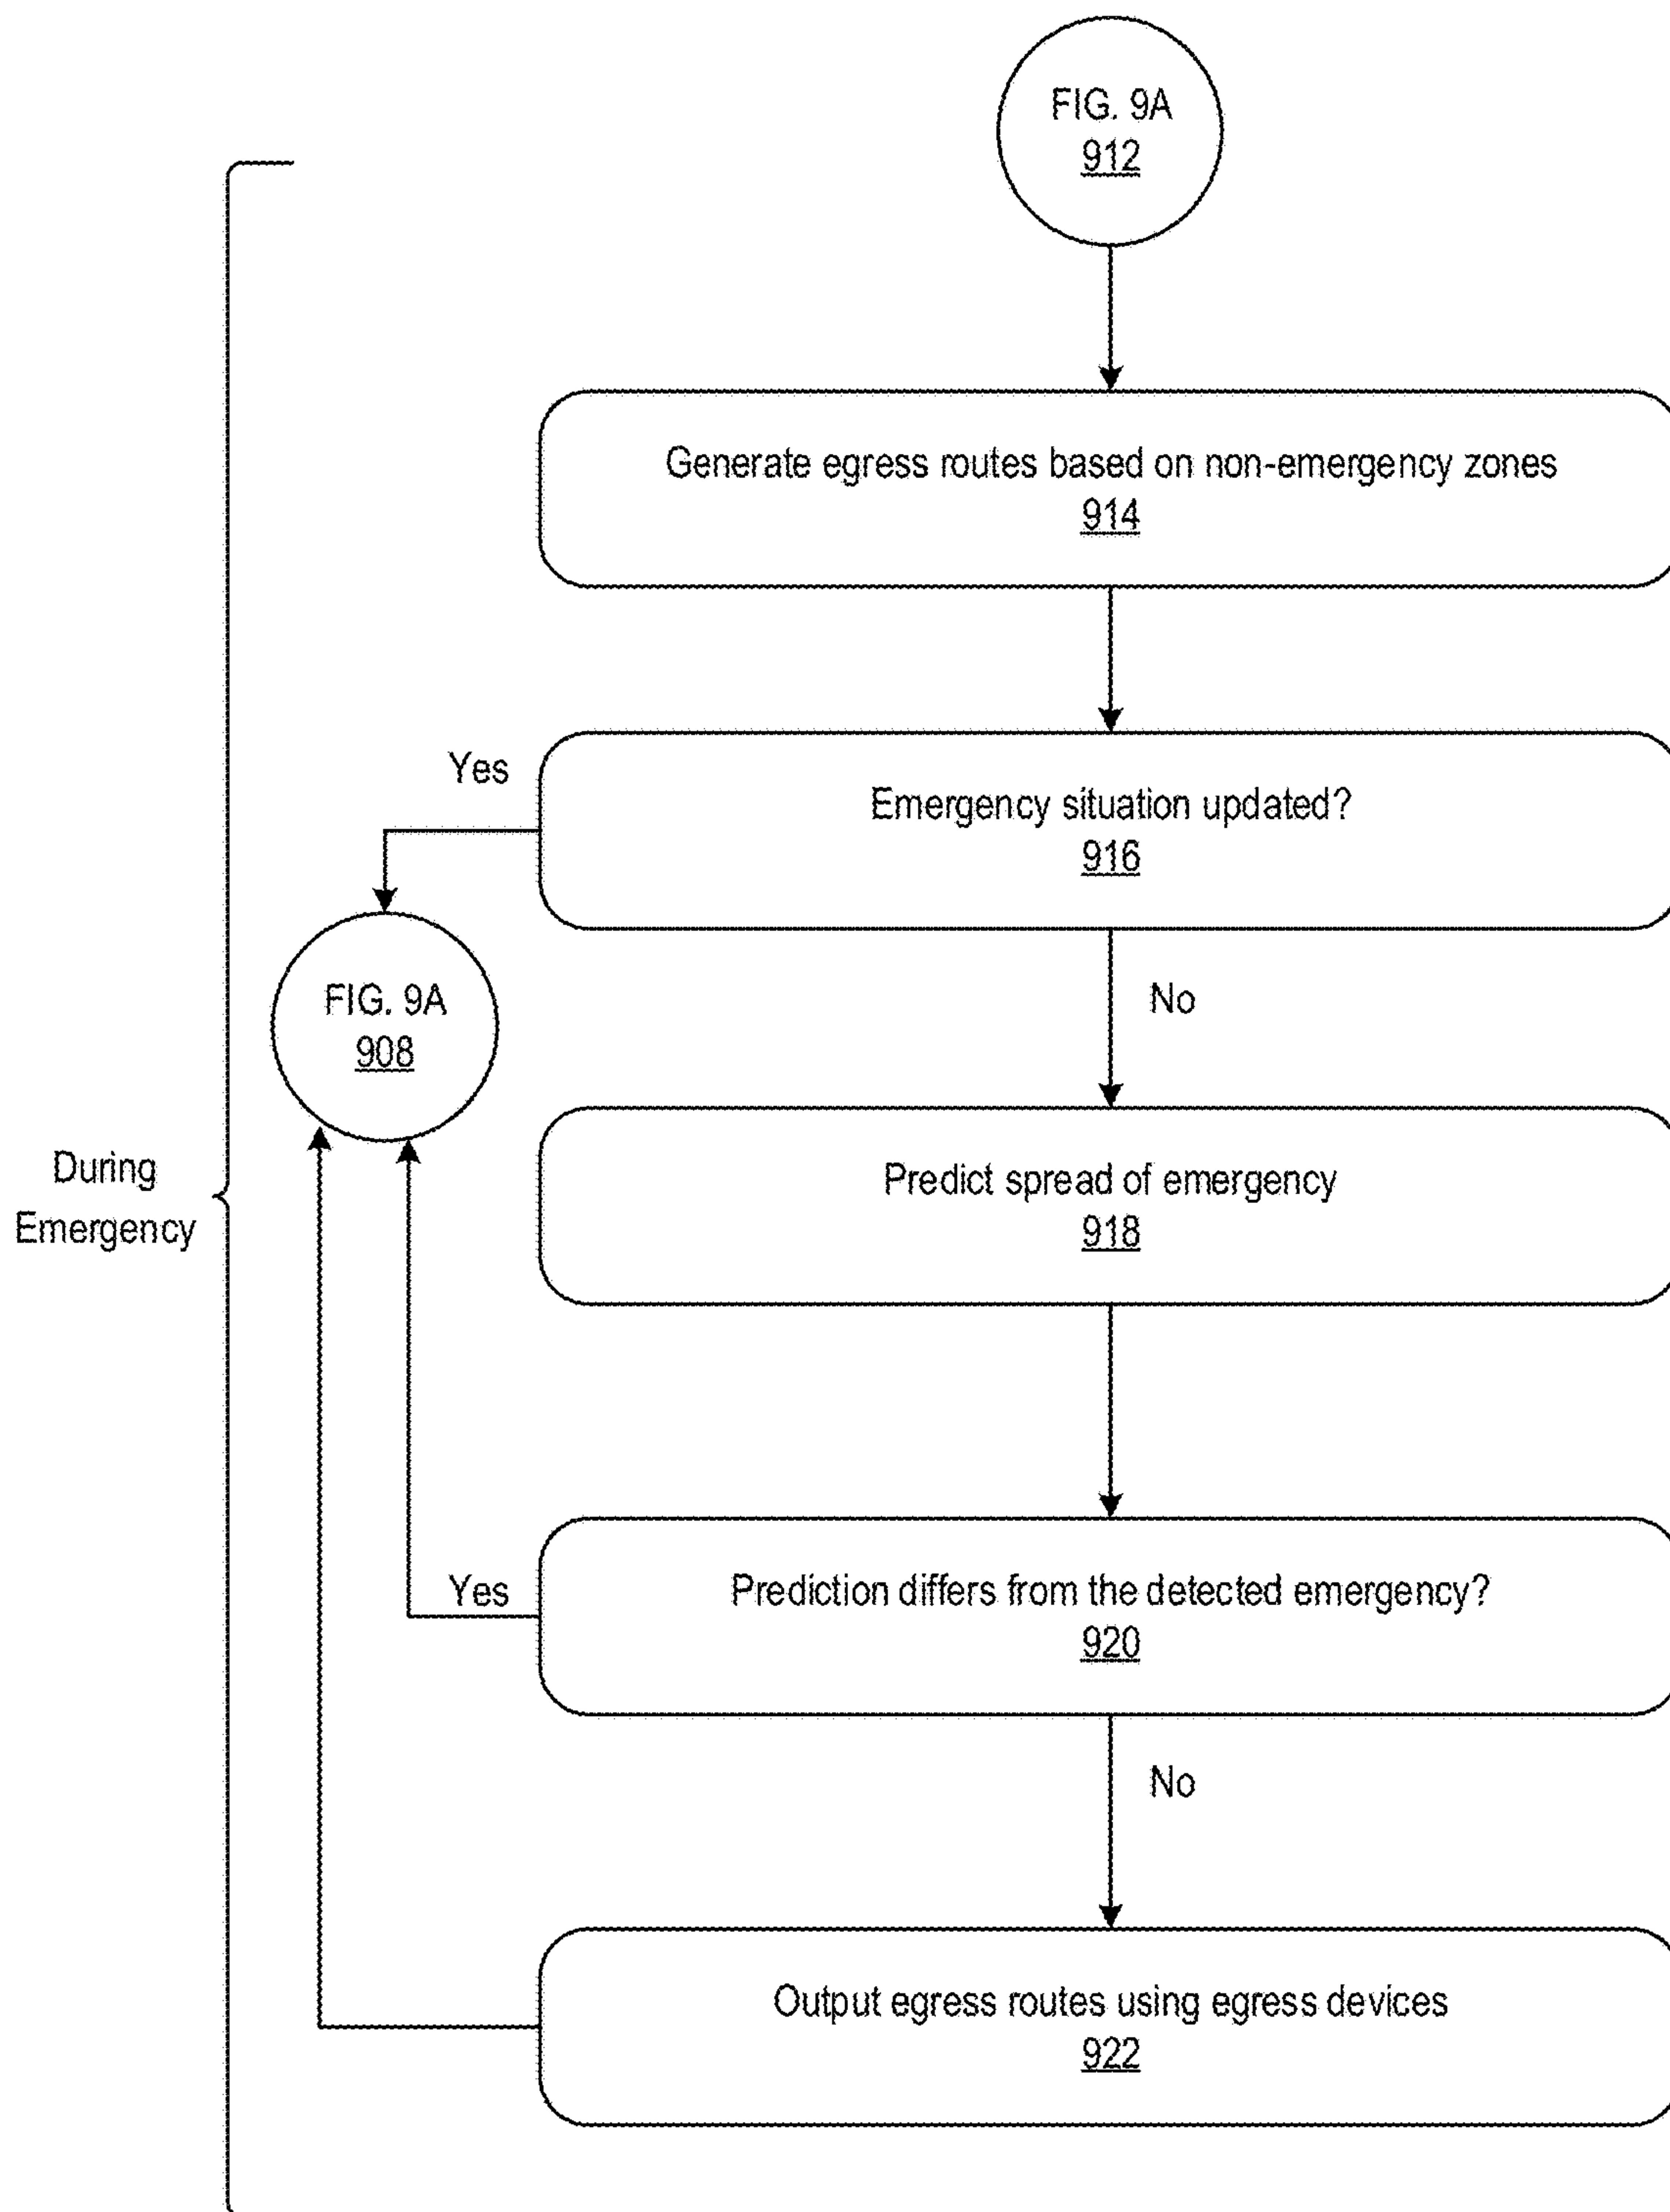 FIG. 9A
912
Generate egress routes based on non-emergency zones
914
Yes
Emergency situation updated?
916
FIG. 9A
908
No
During
Emergency
Predict spread of emergency
918
Yes
Prediction differs from the detected emergency?
920
No
Output egress routes using egress devices
922